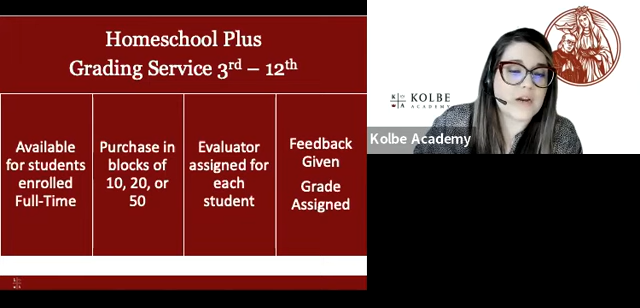 Homeschool Plus
Grading Service 3rd – 12th
Available
for students
enrolled
Full-Time
Purchase in
blocks of
10, 20, or
50
Evaluator
assigned for
each
student
Feedback
Given
Grade
Assigned
KOLBE
ACADEMY
Kolbe Academy